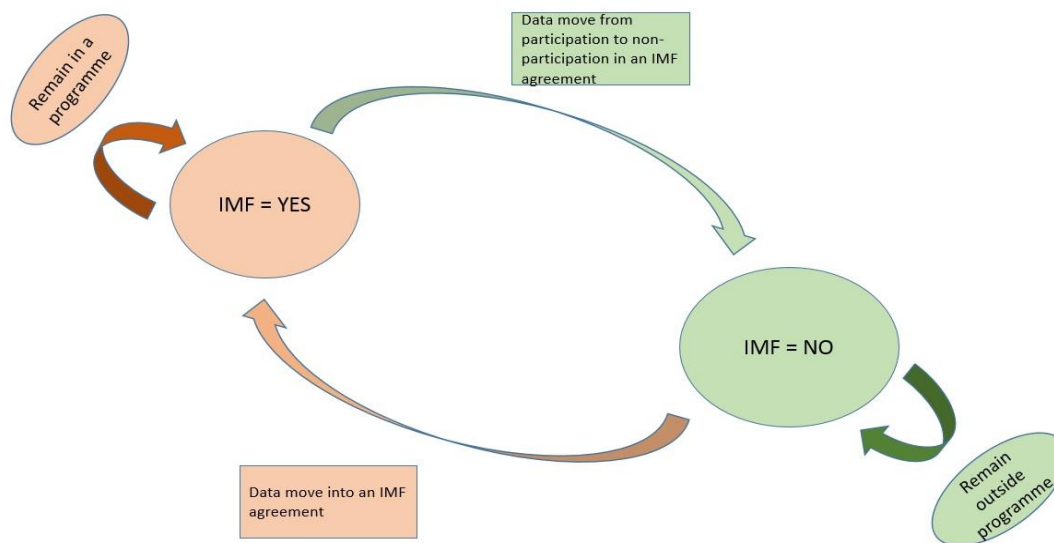 Data move from
participation to non-
participation in an IMF
agreement
Remain in a
programme
IMF = YES
IMF = NO
Data move into an IMF
agreement
Remain
outside
programme